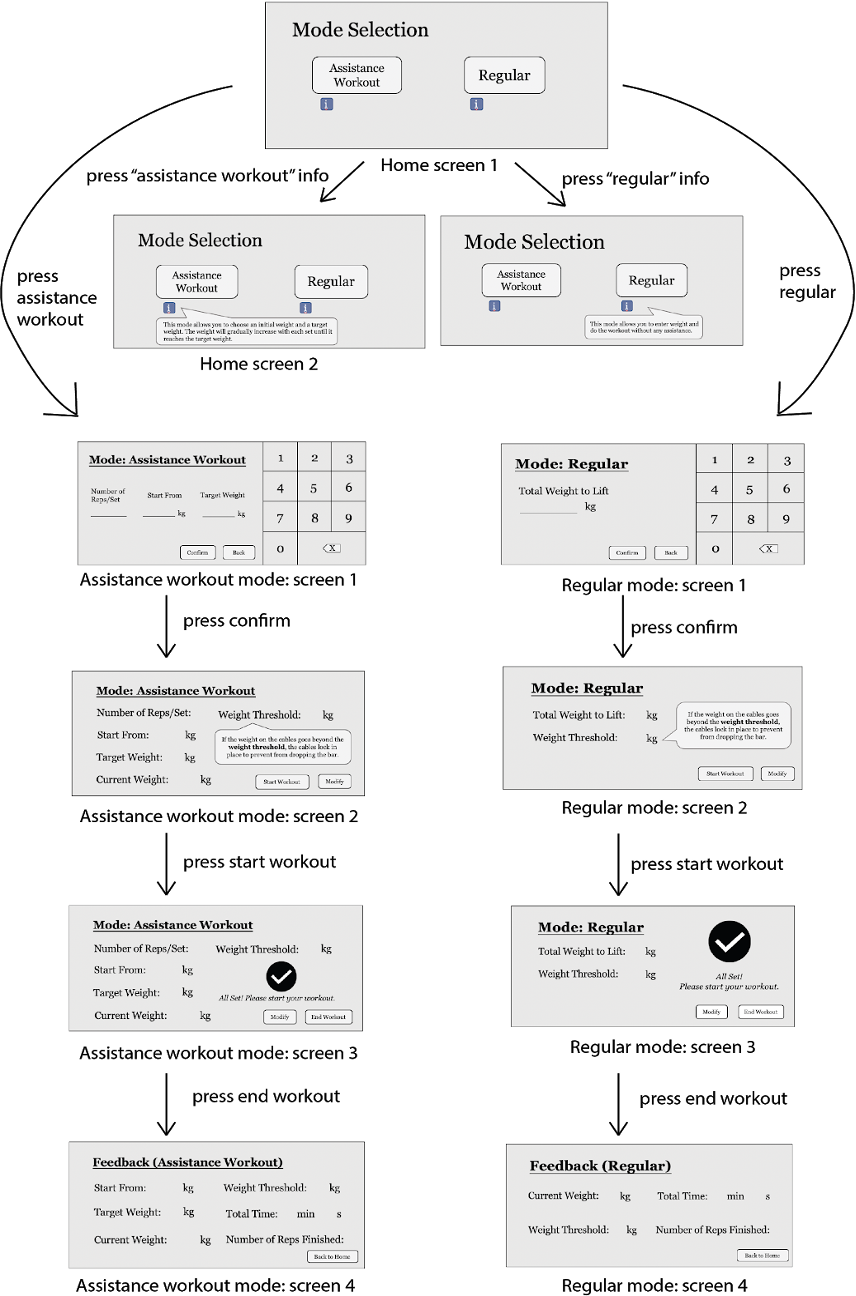 Mode Selection
Assistance
Workout
Regular
i
i
Home screen 1
press “assistance workout” info
press “regular” info
press
assistance
workout
press
regular
Mode Selection
Assistance
Workout
Regular
i
i
This mode allows you to choose an initial weight and a target
weight. The weight will gradually increase with each set until it
reaches the target weight.
Home screen 2
Mode Selection
Assistance
Workout
Regular
i
i
This mode allows you to enter weight and
do the workout without any assistance.
Mode: Assistance Workout
Number of
Reps/Set
Start From
Target Weight
kg
kg
Confirm
Back
1 2 3
4 5 6
7 8 9
0 X
Assistance workout mode: screen 1
Mode: Regular
Total Weight to Lift
kg
Confirm
Back
1 2 3
4 5 6
7 8 9
0 X
Regular mode: screen 1
press confirm
press confirm
Mode: Assistance Workout
Number of Reps/Set:
Weight Threshold: kg
Start From: kg
Target Weight: kg
Current Weight: kg
If the weight on the cables goes beyond the
weight threshold, the cables lock in
place to prevent from dropping the bar.
Start Workout
Modify
Assistance workout mode: screen 2
Mode: Regular
Total Weight to Lift: kg
Weight Threshold: kg
If the weight on the cables goes
beyond the weight threshold,
the cables lock in place to prevent
from dropping the bar.
Start Workout
Modify
Regular mode: screen 2
press start workout
press start workout
Mode: Assistance Workout
Number of Reps/Set:
Weight Threshold: kg
Start From: kg
Target Weight: kg
Current Weight: kg
All Set! Please start your workout.
Modify
End Workout
Assistance workout mode: screen 3
Mode: Regular
Total Weight to Lift: kg
Weight Threshold: kg
All Set!
Please start your workout.
Modify
End Workout
Regular mode: screen 3
press end workout
press end workout
Feedback (Assistance Workout)
Start From: kg
Weight Threshold: kg
Target Weight: kg
Total Time: min s
Current Weight: kg
Number of Reps Finished:
Back to Home
Assistance workout mode: screen 4
Feedback (Regular)
Current Weight: kg
Total Time: min s
Weight Threshold: kg
Number of Reps Finished:
Back to Home
Regular mode: screen 4